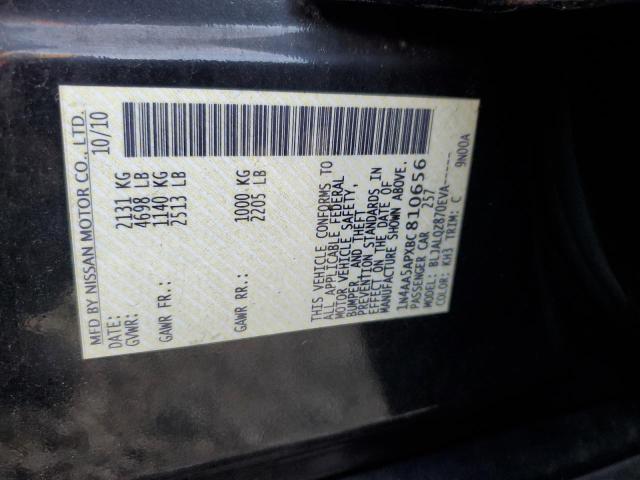 MFD BY NISSAN MOTOR CO., LTD.
DATE: 10/10
GVWR: 2131 KG
4698 LB
GAWR FR.: 1140 KG
2513 LB
GAWR RR.: 1000 KG
2205 LB
THIS VEHICLE CONFORMS TO
ALL APPLICABLE FEDERAL
MOTOR VEHICLE SAFETY,
BUMPER, AND THEFT
PREVENTION STANDARDS IN
EFFECT ON THE DATE OF
MANUFACTURE SHOWN ABOVE.
1N4AA5APXBC810656
PASSENGER CAR 257
MODEL: BLJALQ2870EVA-----
COLOR: KH3 TRIM: C 9N00A